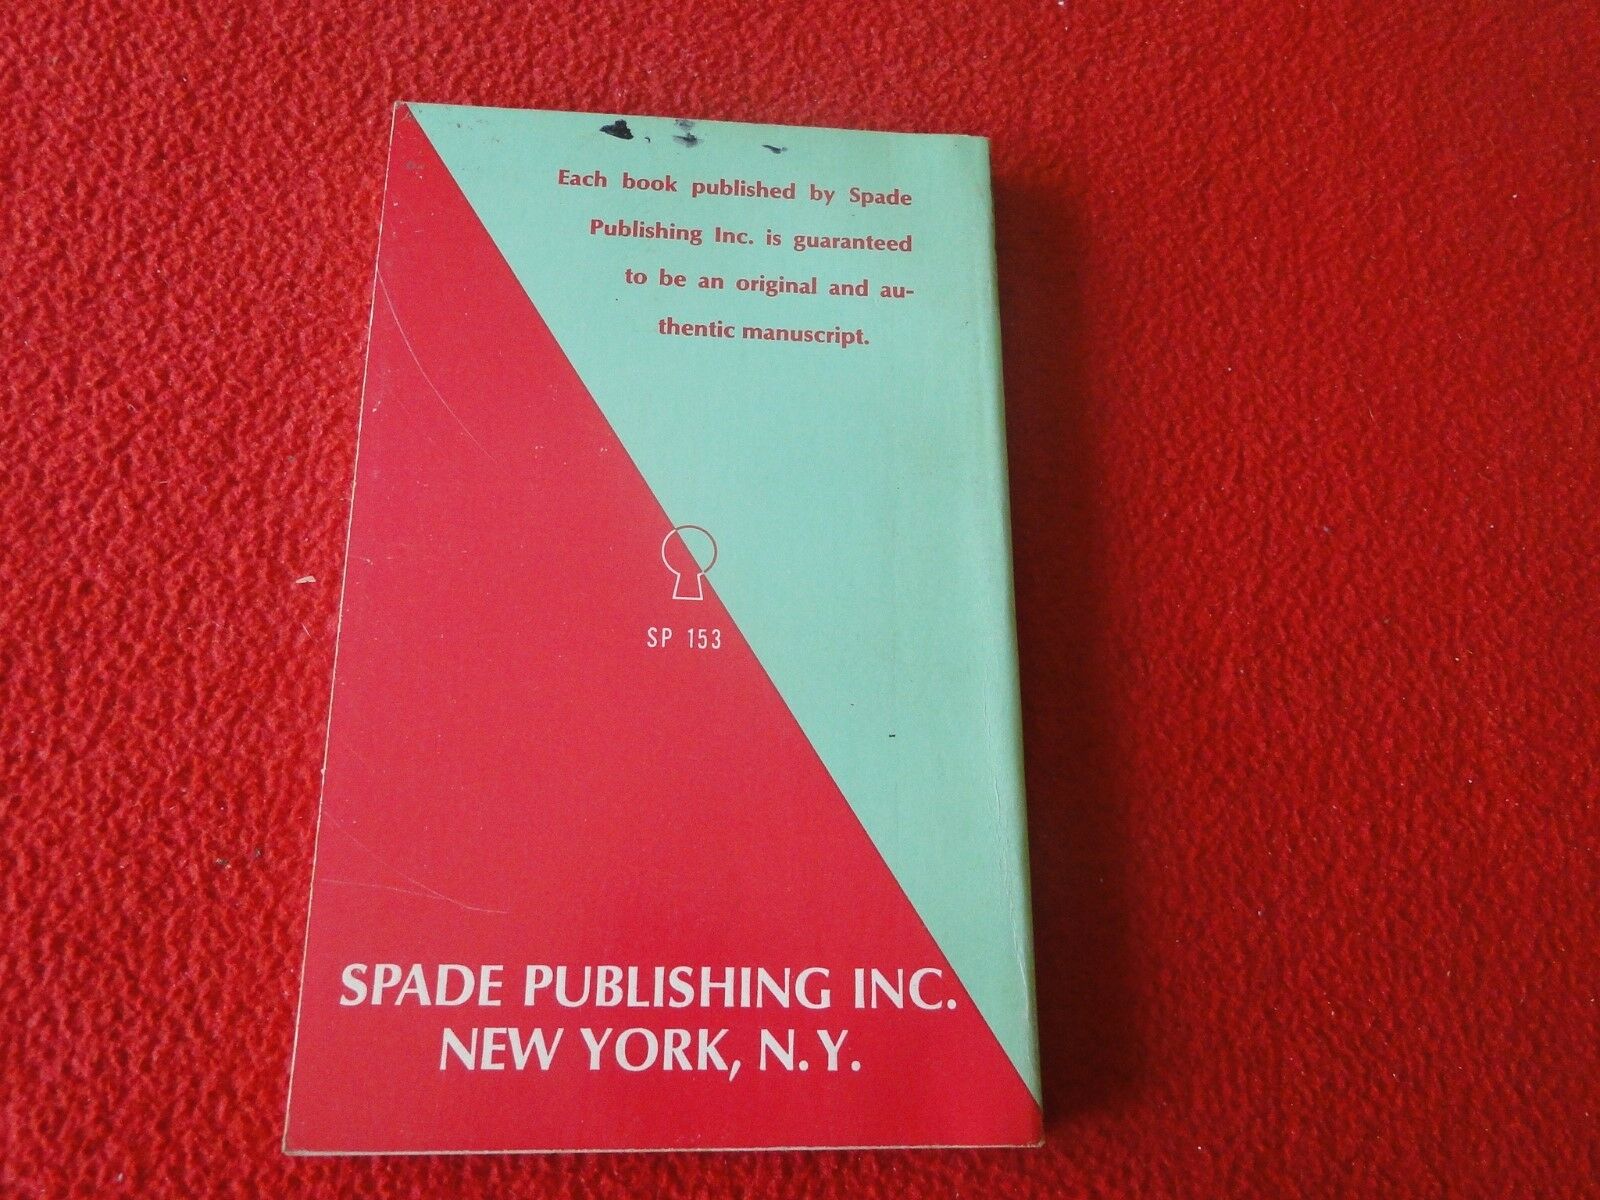 Each book published by Spade
Publishing Inc. is guaranteed
to be an original and au-
thentic manuscript.
SP 153
SPADE PUBLISHING INC.
NEW YORK, N.Y.